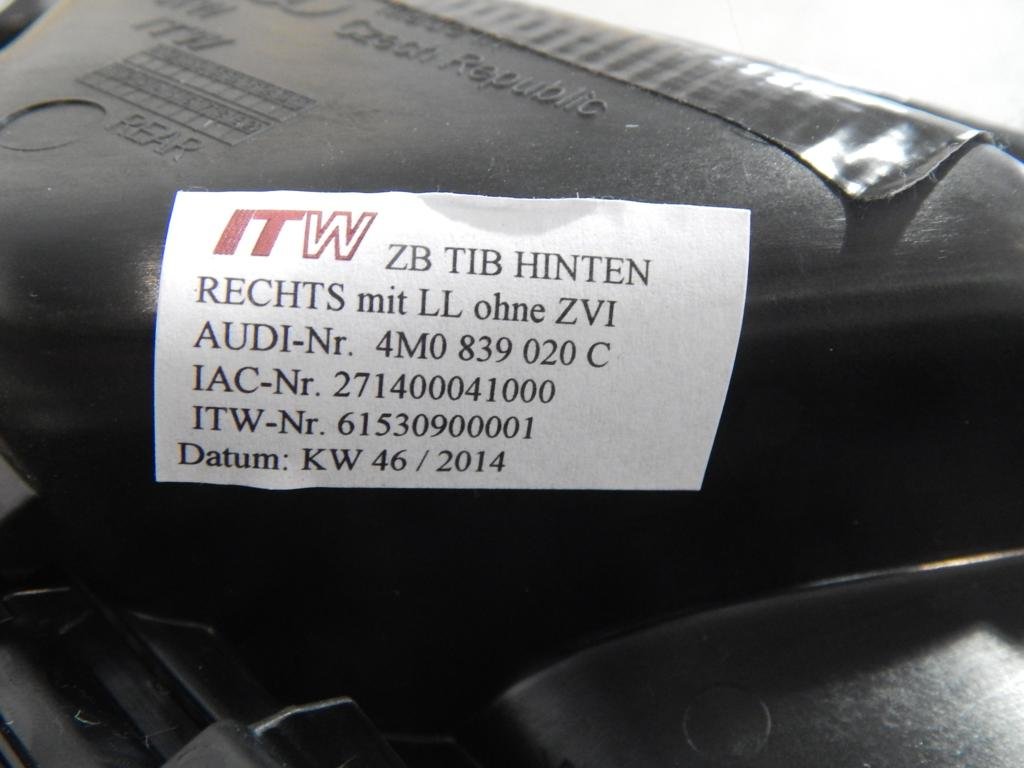 ITW
Czech Republic
REAR
ITW ZB TIB HINTEN
RECHTS mit LL ohne ZVI
AUDI-Nr. 4M0 839 020 C
IAC-Nr. 271400041000
ITW-Nr. 61530900001
Datum: KW 46 / 2014